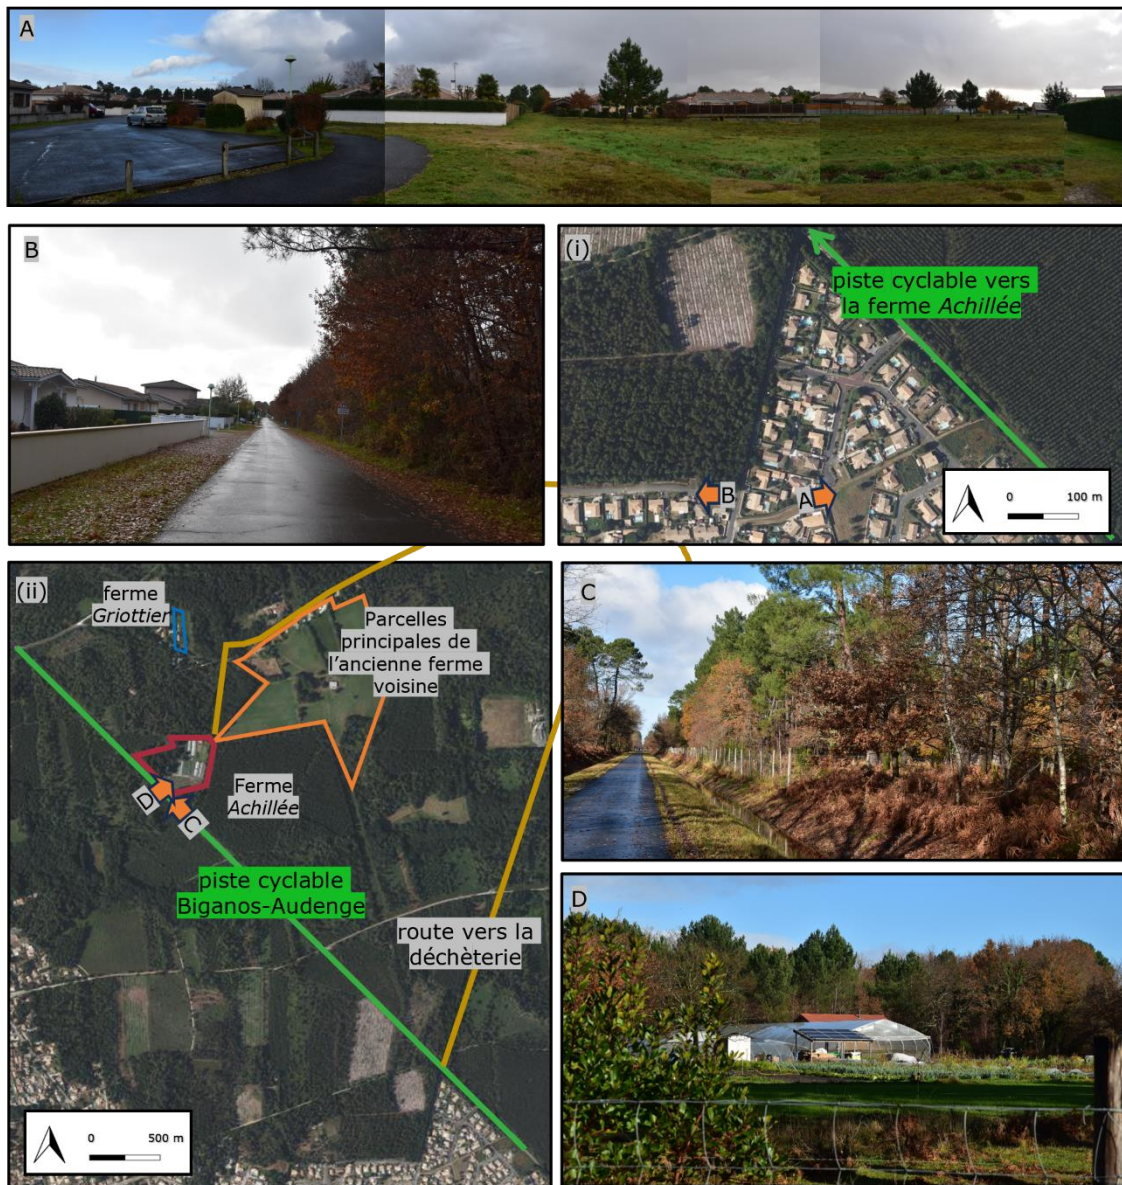 A
B
(i)
piste cyclable vers
la ferme Achillée
B
A
0 100 m
(ii)
ferme
Griottier
Parcelles
principales de
l'ancienne ferme
voisine
Ferme
Achillée
D
C
piste cyclable
Biganos-Audenge
route vers la
déchèterie
0 500 m
C
D